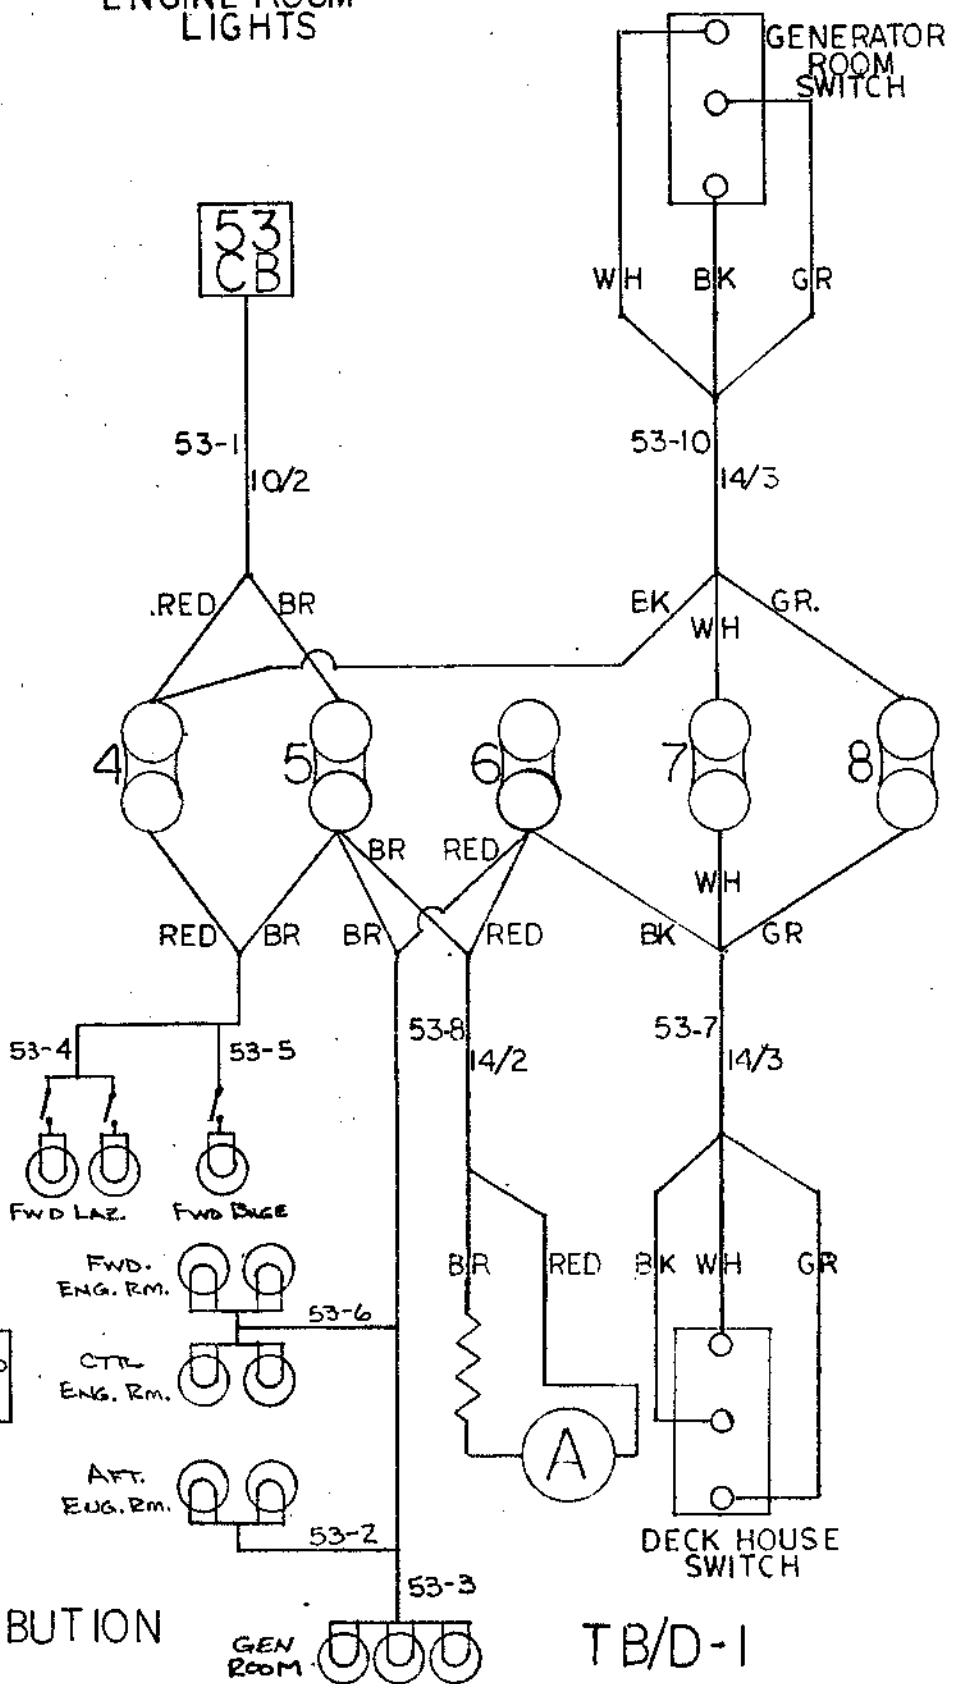 LIGHTS
GENERATOR
ROOM
SWITCH
53
CB
WH
BK
GR
53-1
10/2
53-10
14/3
.RED
BR
BK
WH
GR.
4
5
6
7
8
BR
RED
WH
RED
BR
BR
RED
BK
GR
53-4
53-5
53-8
14/2
53-7
14/3
FWD LAZ.
FWD BILGE
FWD.
ENG. RM.
BR
RED
BK
WH
GR
53-6
CTR
ENG. RM.
A
AFT.
ENG. RM.
53-2
DECK HOUSE
SWITCH
53-3
BUTION
GEN
ROOM
TB/D-1